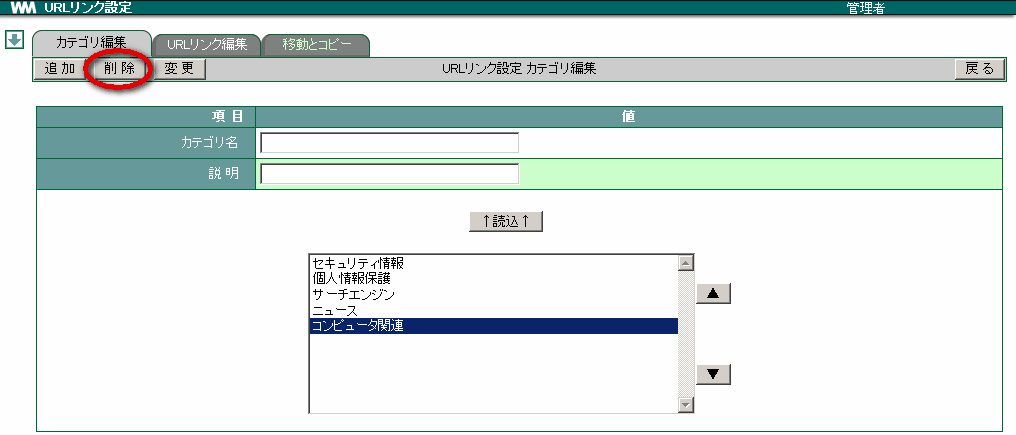 WM URLリンク設定 管理者
カテゴリ編集 URLリンク編集 移動とコピー
追加 削除 変更 URLリンク設定 カテゴリ編集 戻る
項目 値
カテゴリ名
説明
↑読込↑
セキュリティ情報
個人情報保護
サーチエンジン
ニュース
コンピュータ関連